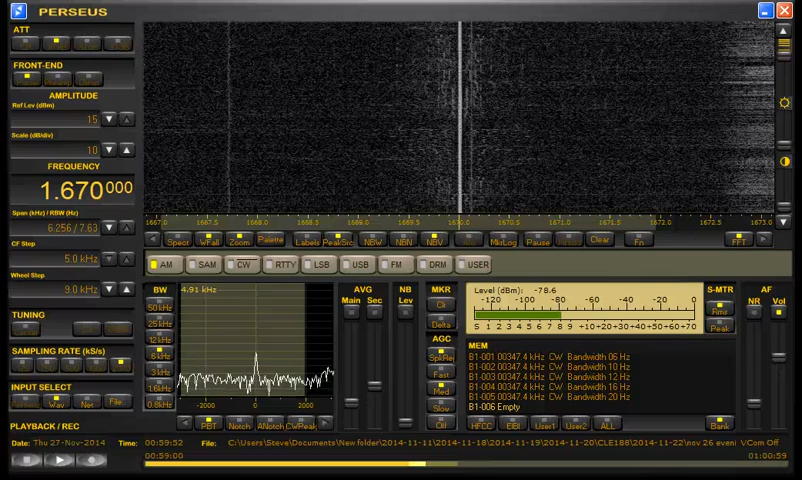 PERSEUS
ATT
FRONT-END
AMPLITUDE
Ref Lev (dBm)
15
Scale (dB/div)
10
FREQUENCY
1.670000
Span (kHz) / RBW (Hz)
6.256 / 7.63
CF Step
5.0 kHz
Wheel Step
9.0 kHz
TUNING
SAMPLING RATE (kS/s)
INPUT SELECT
Wav Net File
1667.0 1667.5 1668.0 1668.5 1669.0 1669.5 1670.0 1670.5 1671.0 1671.5 1672.0 1672.5 1673.0
Spect WFall Zoom Palette Labels PeakSrc NBW NBN NBV MkrLog Pause Clear Fn FFT
AM SAM CW RTTY LSB USB FM DRM USER
BW
50kHz
25kHz
12kHz
6 kHz
3 kHz
1.6kHz
0.8kHz
4.91 kHz
-2000 0 2000
PBT Notch ANotch CWPeak
AVG
Main Sec
NB
Lev
MKR
Clr
Delta
AGC
SpkRej
Fast
Med
Slow
Off
Level (dBm): -78.6
-120 -100 -80 -60 -40 -20 0
S 1 2 3 4 5 6 7 8 9 +10 +20 +30 +40 +50 +60 +70
S-MTR
Rms
Peak
AF
NR Vol
MEM
B1-001 00347.4 kHz CW Bandwidth 06 Hz
B1-002 00347.4 kHz CW Bandwidth 10 Hz
B1-003 00347.4 kHz CW Bandwidth 12 Hz
B1-004 00347.4 kHz CW Bandwidth 16 Hz
B1-005 00347.4 kHz CW Bandwidth 20 Hz
B1-006 Empty
HFCC EIBI User1 User2 ALL Bank
PLAYBACK / REC
Date: Thu 27-Nov-2014 Time: 00:59:52 File: C:\Users\Steve\Documents\New folder\2014-11-11\2014-11-18\2014-11-19\2014-11-20\CLE188\2014-11-22\nov 26 eveni VCom Off
00:59:00 01:00:59